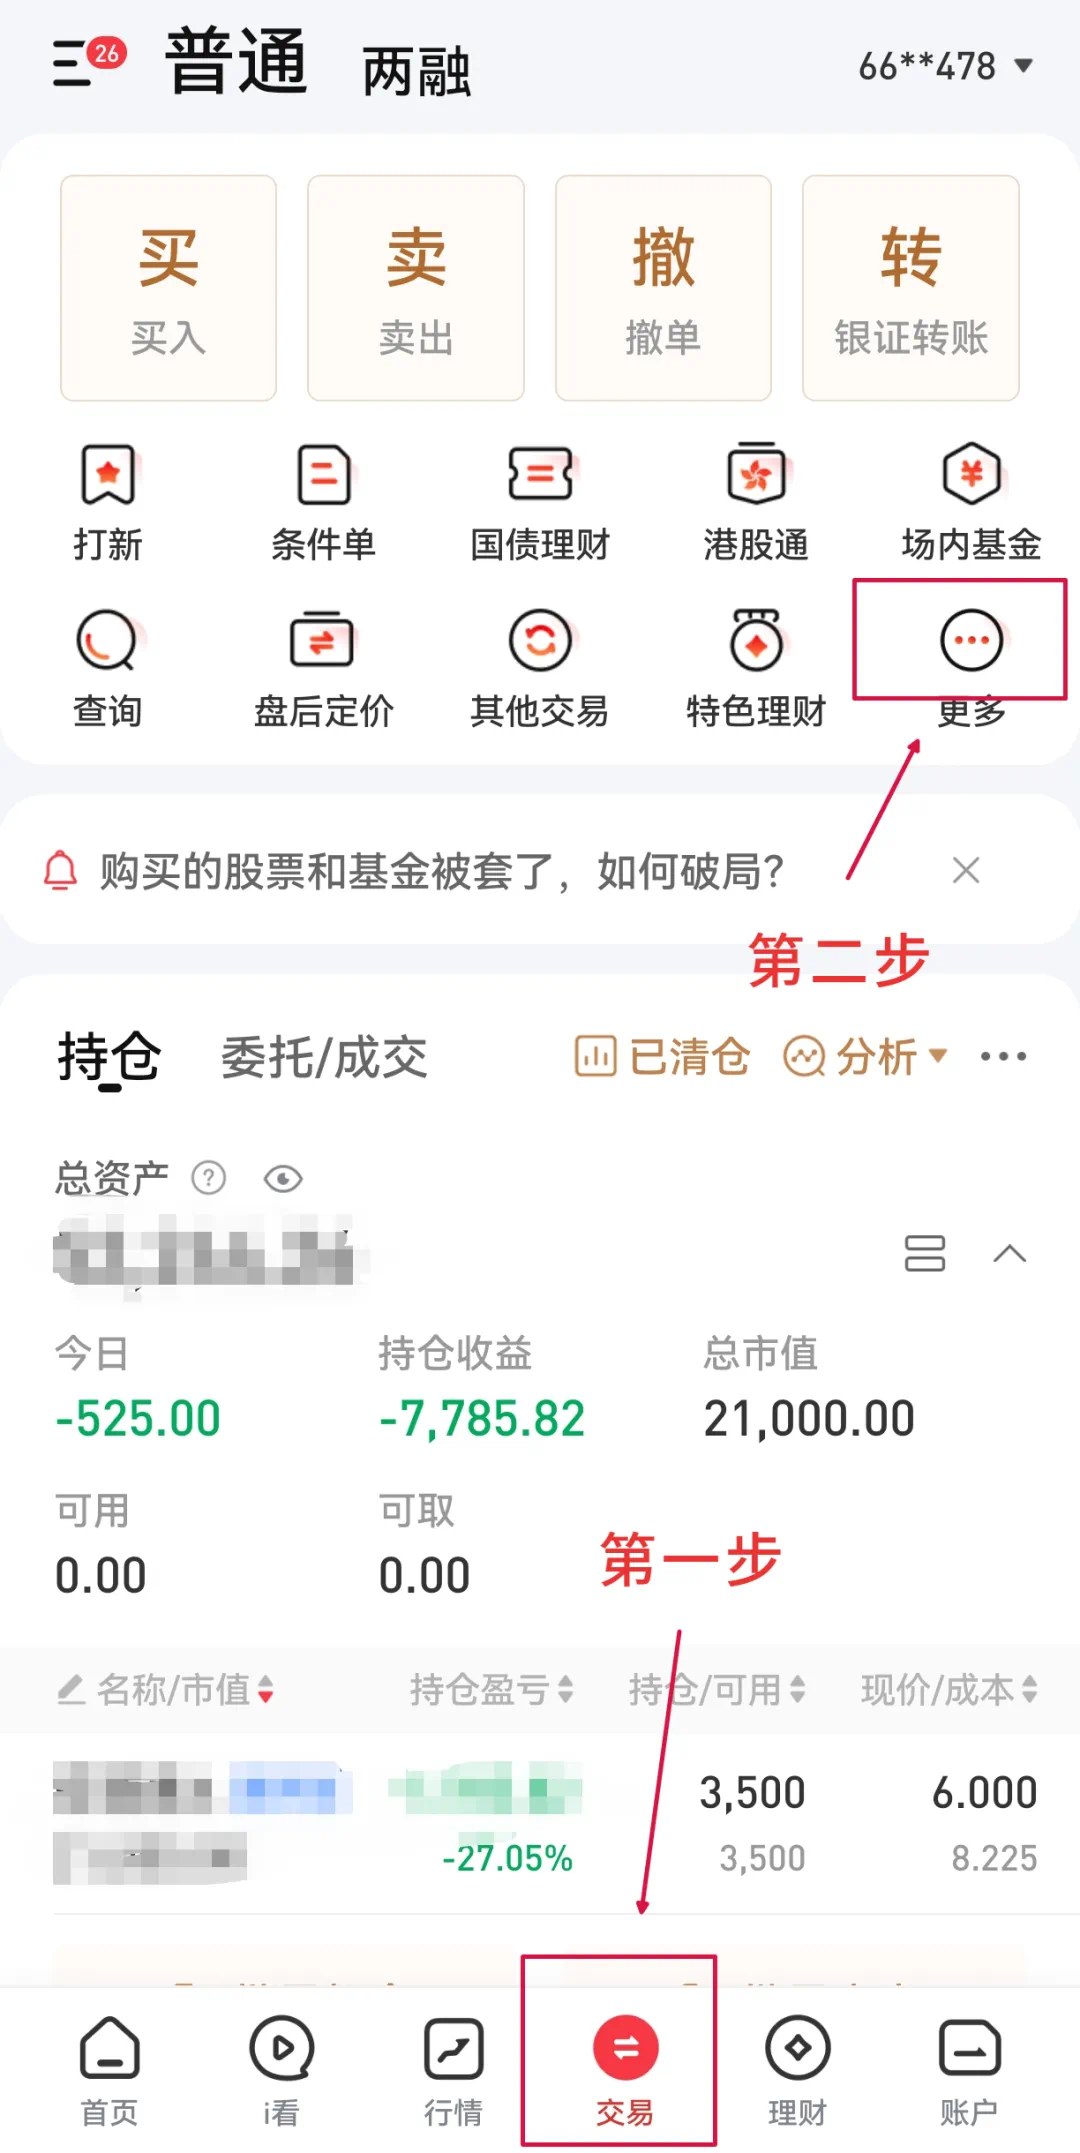 26 普通 两融 66**478
买 卖 撤 转
买入 卖出 撤单 银证转账
打新 条件单 国债理财 港股通 场内基金
查询 盘后定价 其他交易 特色理财 更多
购买的股票和基金被套了，如何破局？
第二步
持仓 委托/成交 已清仓 分析
总资产
今日 持仓收益 总市值
-525.00 -7,785.82 21,000.00
可用 可取
0.00 0.00
第一步
名称/市值 持仓盈亏 持仓/可用 现价/成本
3,500 6.000
-27.05% 3,500 8.225
首页 i看 行情 交易 理财 账户